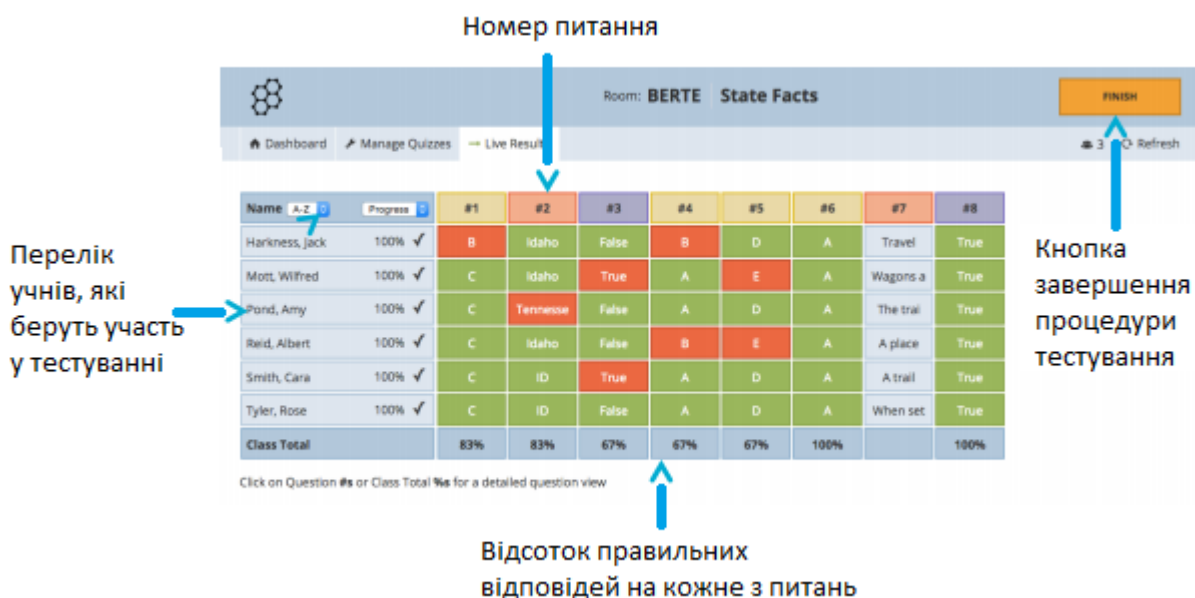 Номер питання
Room: BERTE State Facts
FINISH
Dashboard Manage Quizzes Live Result
3 Refresh
Name A-Z Progress #1 #2 #3 #4 #5 #6 #7 #8
Harkness, Jack 100% ✓ B Idaho False B D A Travel True
Mott, Wilfred 100% ✓ C Idaho True A E A Wagons a True
Pond, Amy 100% ✓ C Tennesse False A D A The trai True
Reid, Albert 100% ✓ C Idaho False B E A A place True
Smith, Cara 100% ✓ C ID True A D A A trail True
Tyler, Rose 100% ✓ C ID False A D A When set True
Class Total 83% 83% 67% 67% 67% 100% 100%
Click on Question #s or Class Total %s for a detailed question view
Перелік
учнів, які
беруть участь
у тестуванні
Кнопка
завершення
процедури
тестування
Відсоток правильних
відповідей на кожне з питань